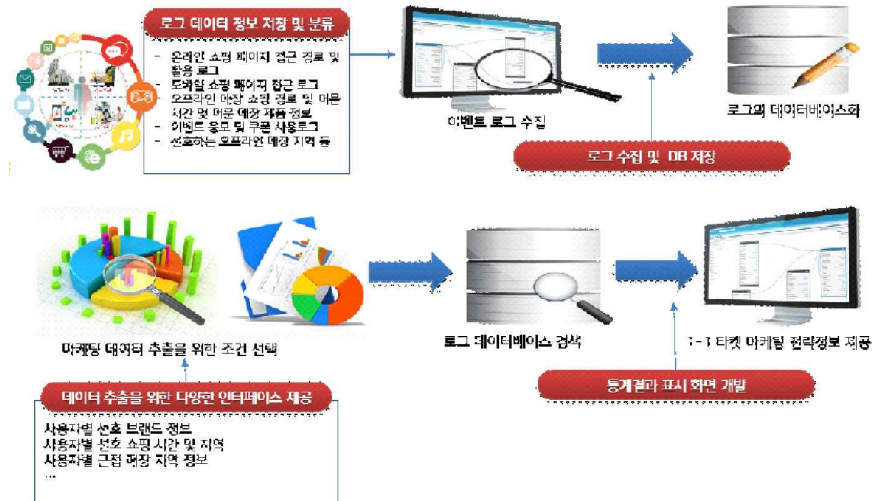 로그 데이터 정보 저장 및 분류
- 온라인 쇼핑 페이지 접근 경로 및
활용 로그
- 모바일 쇼핑 페이지 접근 로그
- 오프라인 매장 쇼핑 경로 및 머문
시간 및 머문 매장 제품 정보
- 이벤트 응모 및 쿠폰 사용로그
- 선호하는 오프라인 매장 지역 등
이벤트 로그 수집
로그의 데이터베이스화
로그 수집 및 DB 저장
마케팅 데이터 추출을 위한 조건 선택
로그 데이터베이스 검색
1-1 타켓 마케팅 전략정보 제공
데이터 추출을 위한 다양한 인터페이스 제공
통계결과 표시 화면 개발
사용자별 선호 브랜드 정보
사용자별 선호 쇼핑 시간 및 지역
사용자별 근접 매장 지역 정보
...